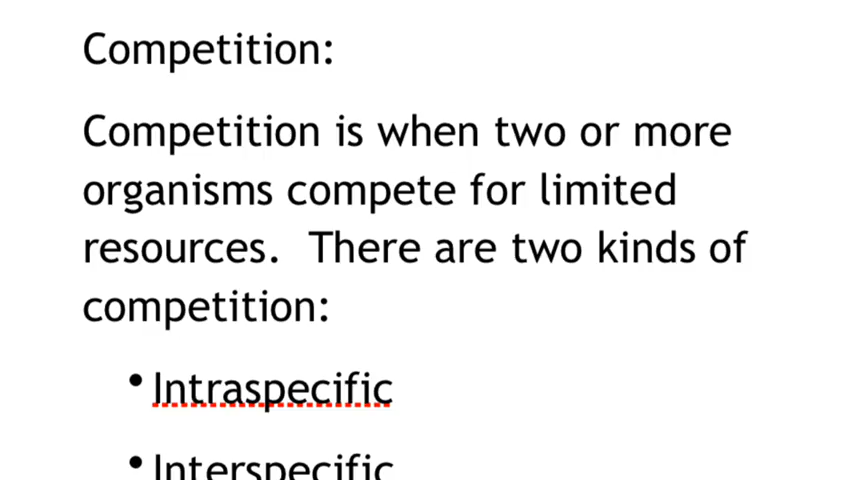 Competition:
Competition is when two or more
organisms compete for limited
resources.  There are two kinds of
competition:
• Intraspecific
• Interspecific